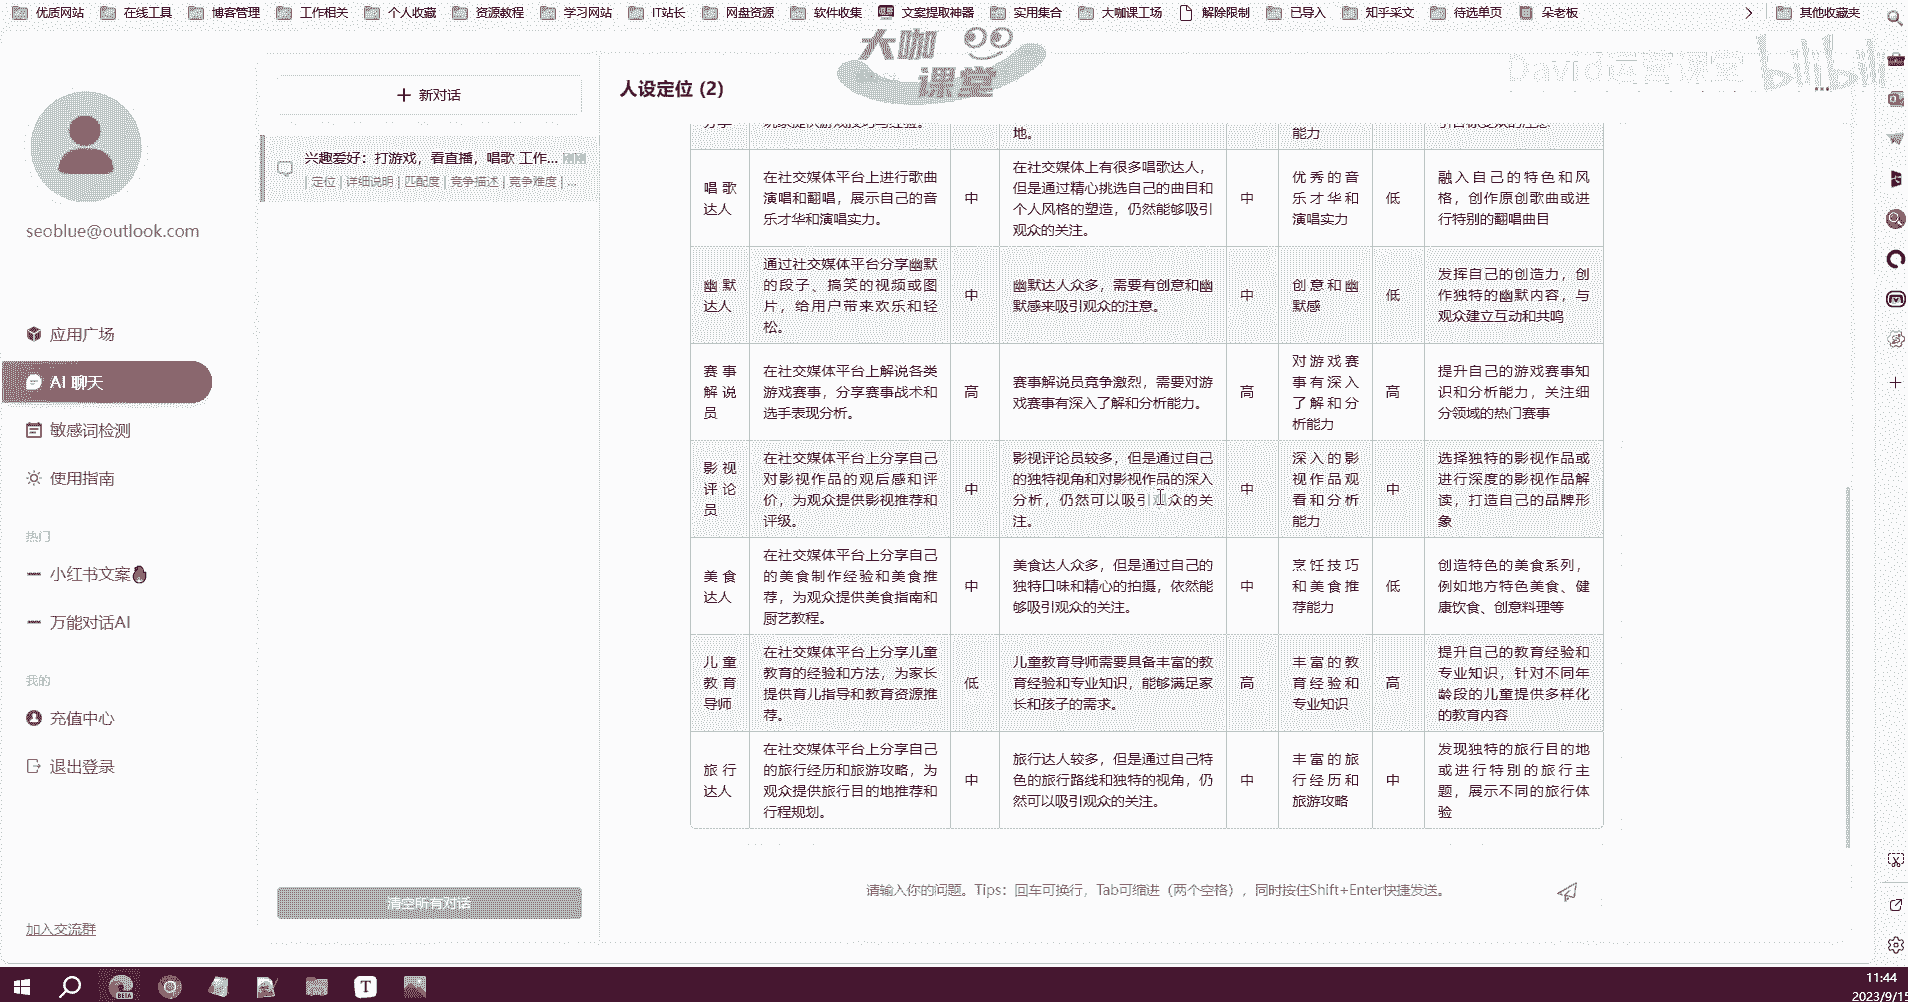 优质网站 在线工具 博客管理 工作相关 个人收藏 资源教程 学习网站 IT站长 网盘资源 软件收集 文案提取神器 实用集合 大咖课工场 解除限制 已导入 知乎采文 待选单页 朵老板 其他收藏夹
大咖
课堂
David运营课堂 bilibili
seoblue@outlook.com
应用广场
AI 聊天
敏感词检测
使用指南
热门
小红书文案
万能对话AI
我的
充值中心
退出登录
加入交流群
新对话
兴趣爱好：打游戏，看直播，唱歌 工作...
| 定位 | 详细说明 | 匹配度 | 竞争描述 | 竞争难度 | ...
清空所有对话
人设定位 (2)
地。
能力
唱歌
达人
在社交媒体平台上进行歌曲
演唱和翻唱，展示自己的音
乐才华和演唱实力。
中
在社交媒体上有很多唱歌达人，
但是通过精心挑选自己的曲目和
个人风格的塑造，仍然能够吸引
观众的关注。
中
优秀的音
乐才华和
演唱实力
低
融入自己的特色和风
格，创作原创歌曲或进
行特别的翻唱曲目
幽默
达人
通过社交媒体平台分享幽默
的段子、搞笑的视频或图
片，给用户带来欢乐和轻
松。
中
幽默达人众多，需要有创意和幽
默感来吸引观众的注意。
中
创意和幽
默感
低
发挥自己的创造力，创
作独特的幽默内容，与
观众建立互动和共鸣
赛事
解说
员
在社交媒体平台上解说各类
游戏赛事，分享赛事战术和
选手表现分析。
高
赛事解说员竞争激烈，需要对游
戏赛事有深入了解和分析能力。
高
对游戏赛
事有深入
了解和分
析能力
高
提升自己的游戏赛事知
识和分析能力，关注细
分领域的热门赛事
影视
评论
员
在社交媒体平台上分享自己
对影视作品的观后感和评
价，为观众提供影视推荐和
评级。
中
影视评论员较多，但是通过自己
的独特视角和对影视作品的深入
分析，仍然可以吸引观众的关
注。
中
深入的影
视作品观
看和分析
能力
中
选择独特的影视作品或
进行深度的影视作品解
读，打造自己的品牌形
象
美食
达人
在社交媒体平台上分享自己
的美食制作经验和美食推
荐，为观众提供美食指南和
厨艺教程。
中
美食达人众多，但是通过自己的
独特口味和精心的拍摄，依然能
够吸引观众的关注。
中
烹饪技巧
和美食推
荐能力
低
创造特色的美食系列，
例如地方特色美食、健
康饮食、创意料理等
儿童
教育
导师
在社交媒体平台上分享儿童
教育的经验和方法，为家长
提供育儿指导和教育资源推
荐。
低
儿童教育导师需要具备丰富的教
育经验和专业知识，能够满足家
长和孩子的需求。
高
丰富的教
育经验和
专业知识
高
提升自己的教育经验和
专业知识，针对不同年
龄段的儿童提供多样化
的教育内容
旅行
达人
在社交媒体平台上分享自己
的旅行经历和旅游攻略，为
观众提供旅行目的地推荐和
行程规划。
中
旅行达人较多，但是通过自己特
色的旅行路线和独特的视角，仍
然可以吸引观众的关注。
中
丰富的旅
行经历和
旅游攻略
中
发现独特的旅行目的地
或进行特别的旅行主
题，展示不同的旅行体
验
请输入你的问题。Tips：回车可换行，Tab可缩进（两个空格），同时按住Shift+Enter快捷发送。
BETA
T
11:44
2023/9/15